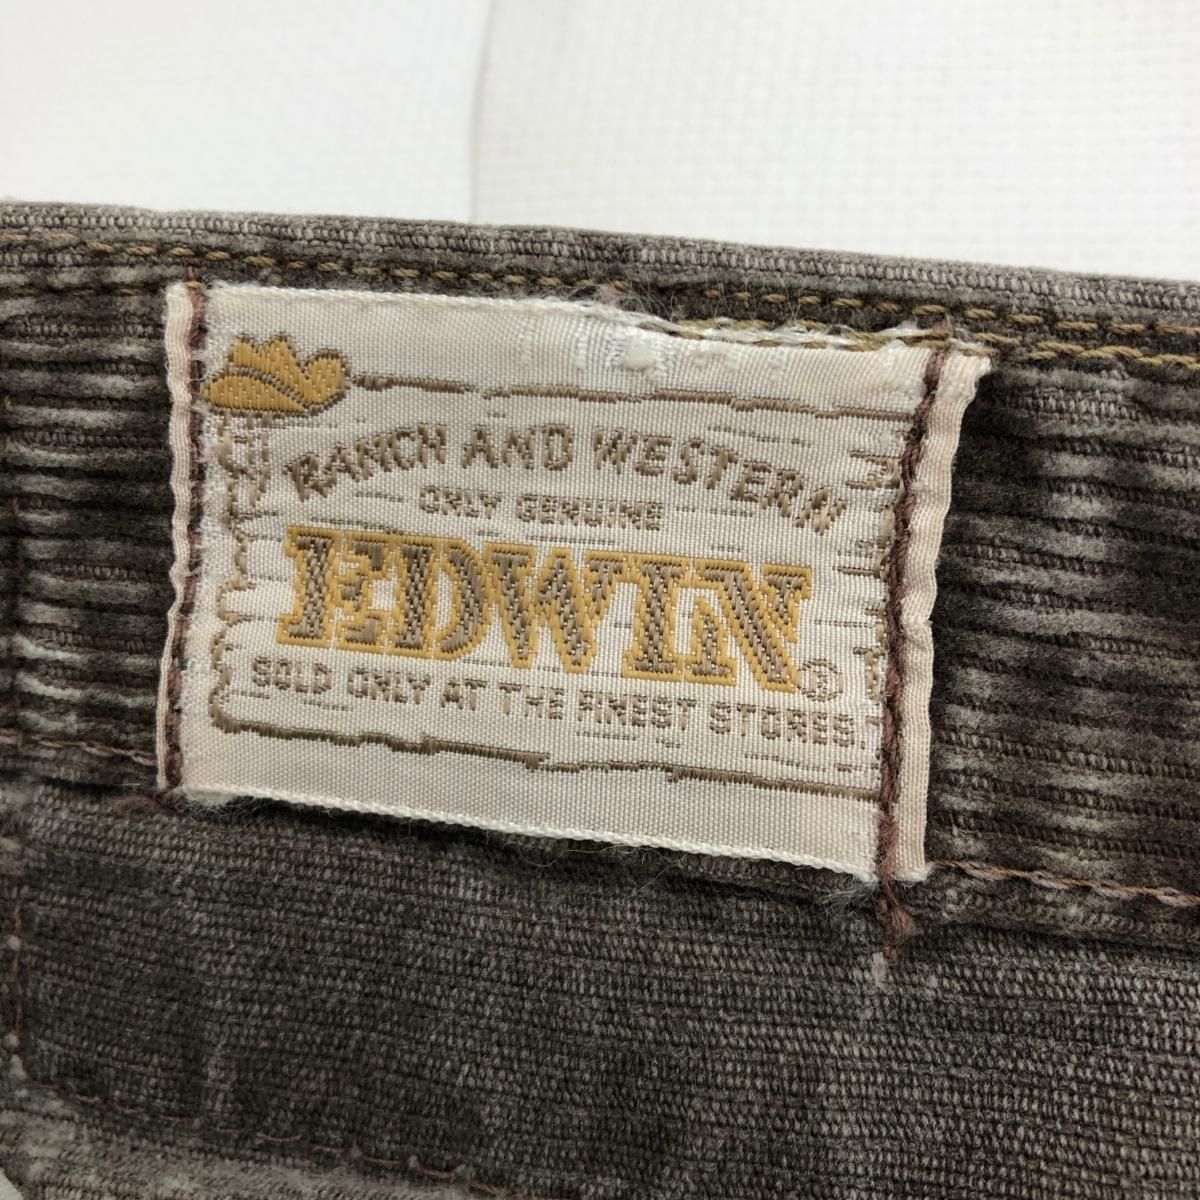 RANCH AND WESTERN
ONLY GENUINE
EDWIN®
SOLD ONLY AT THE FINEST STORES.